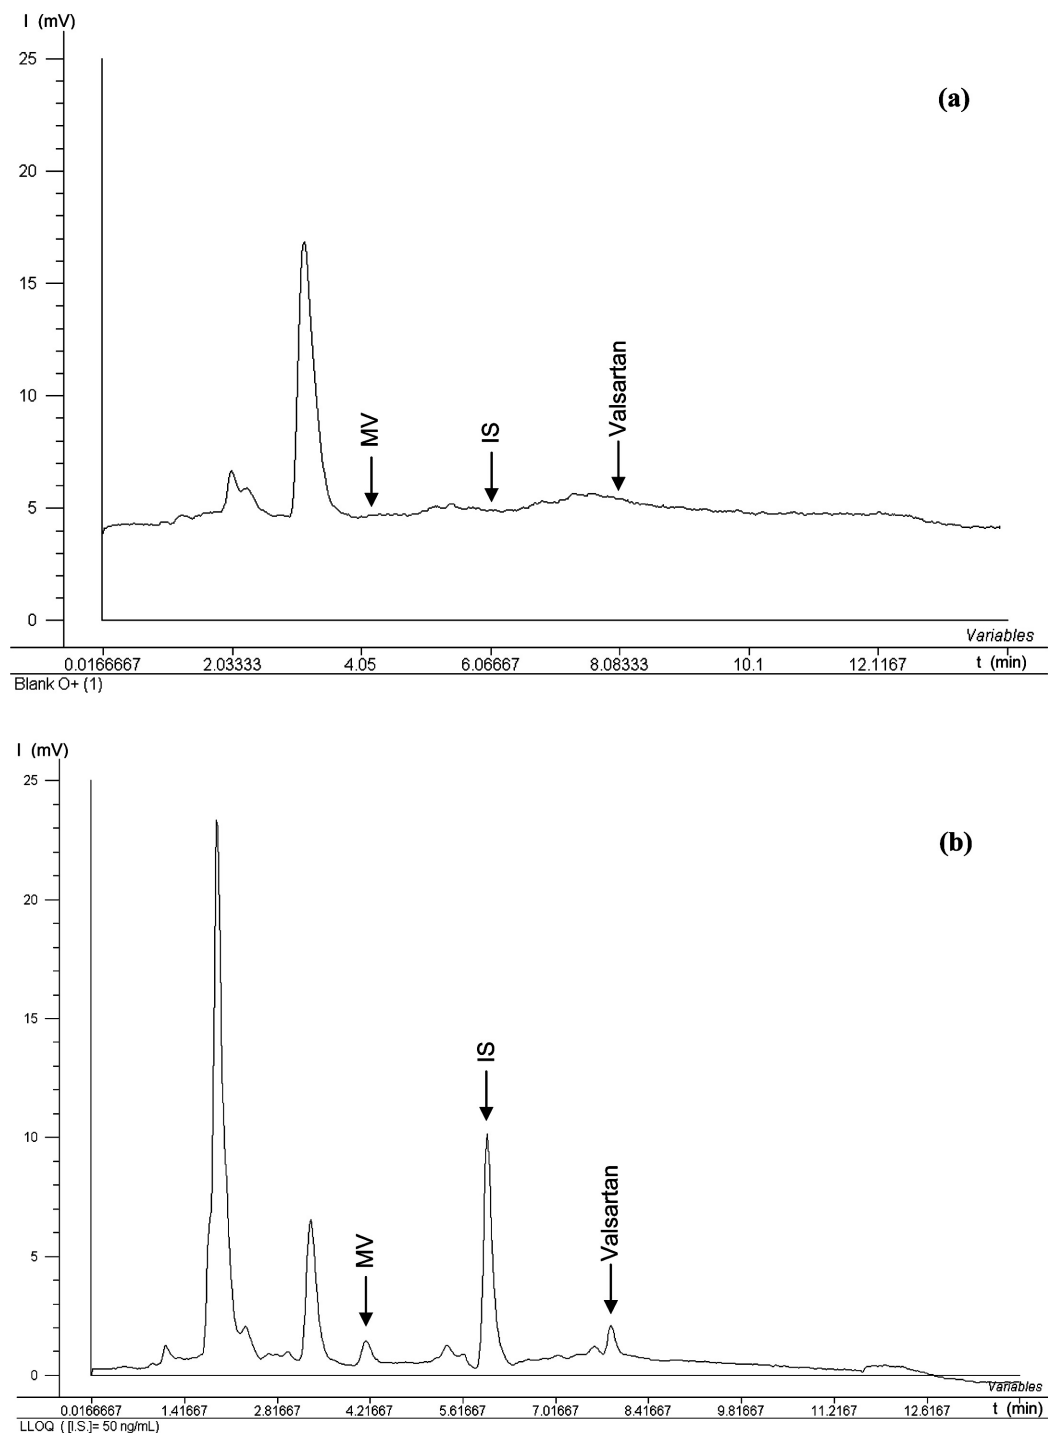 I (mV)
25
(a)
20
15
10
MV
IS
Valsartan
5
0
Variables
0.0166667 2.03333 4.05 6.06667 8.08333 10.1 12.1167 t (min)
Blank O+ (1)
I (mV)
25
(b)
20
15
IS
10
Valsartan
MV
5
0
Variables
0.0166667 1.41667 2.81667 4.21667 5.61667 7.01667 8.41667 9.81667 11.2167 12.6167 t (min)
LLOQ ( [I.S.]= 50 ng/mL)